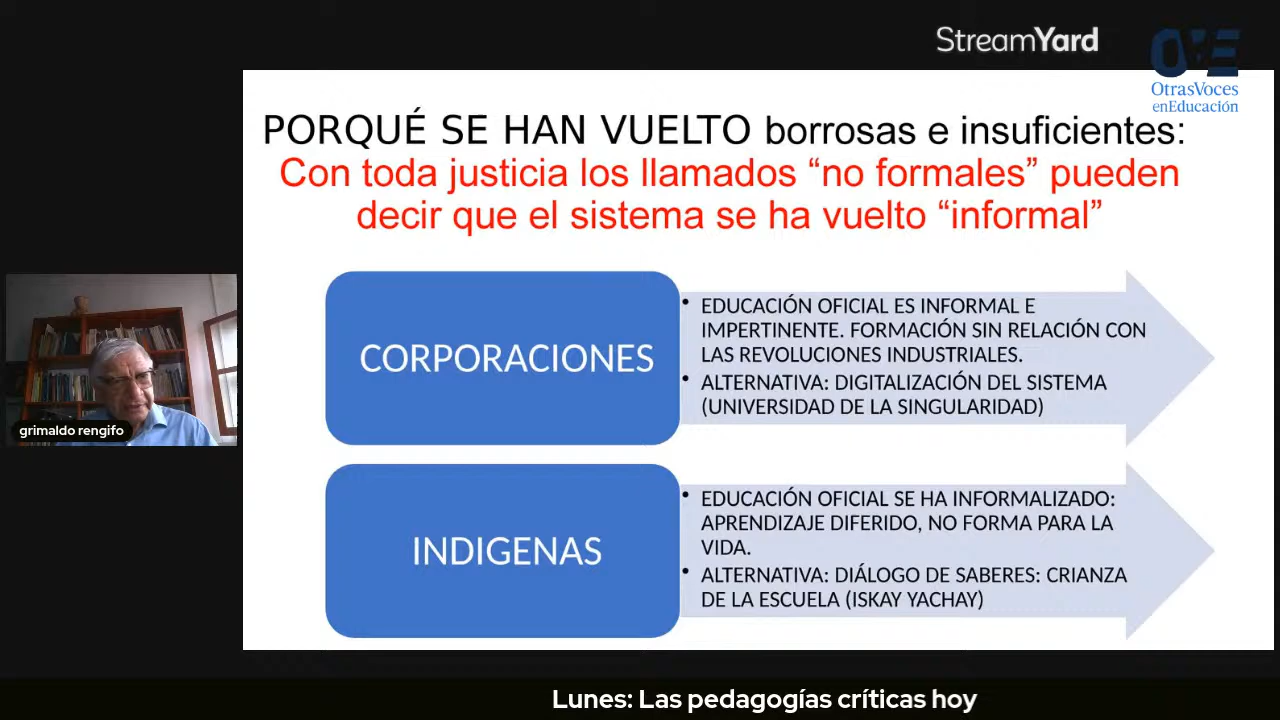 StreamYard
OVE
OtrasVoces
enEducación
PORQUÉ SE HAN VUELTO borrosas e insuficientes:
Con toda justicia los llamados “no formales” pueden
decir que el sistema se ha vuelto “informal”
CORPORACIONES
• EDUCACIÓN OFICIAL ES INFORMAL E
IMPERTINENTE. FORMACIÓN SIN RELACIÓN CON
LAS REVOLUCIONES INDUSTRIALES.
• ALTERNATIVA: DIGITALIZACIÓN DEL SISTEMA
(UNIVERSIDAD DE LA SINGULARIDAD)
grimaldo rengifo
INDIGENAS
• EDUCACIÓN OFICIAL SE HA INFORMALIZADO:
APRENDIZAJE DIFERIDO, NO FORMA PARA LA
VIDA.
• ALTERNATIVA: DIÁLOGO DE SABERES: CRIANZA
DE LA ESCUELA (ISKAY YACHAY)
Lunes: Las pedagogías críticas hoy